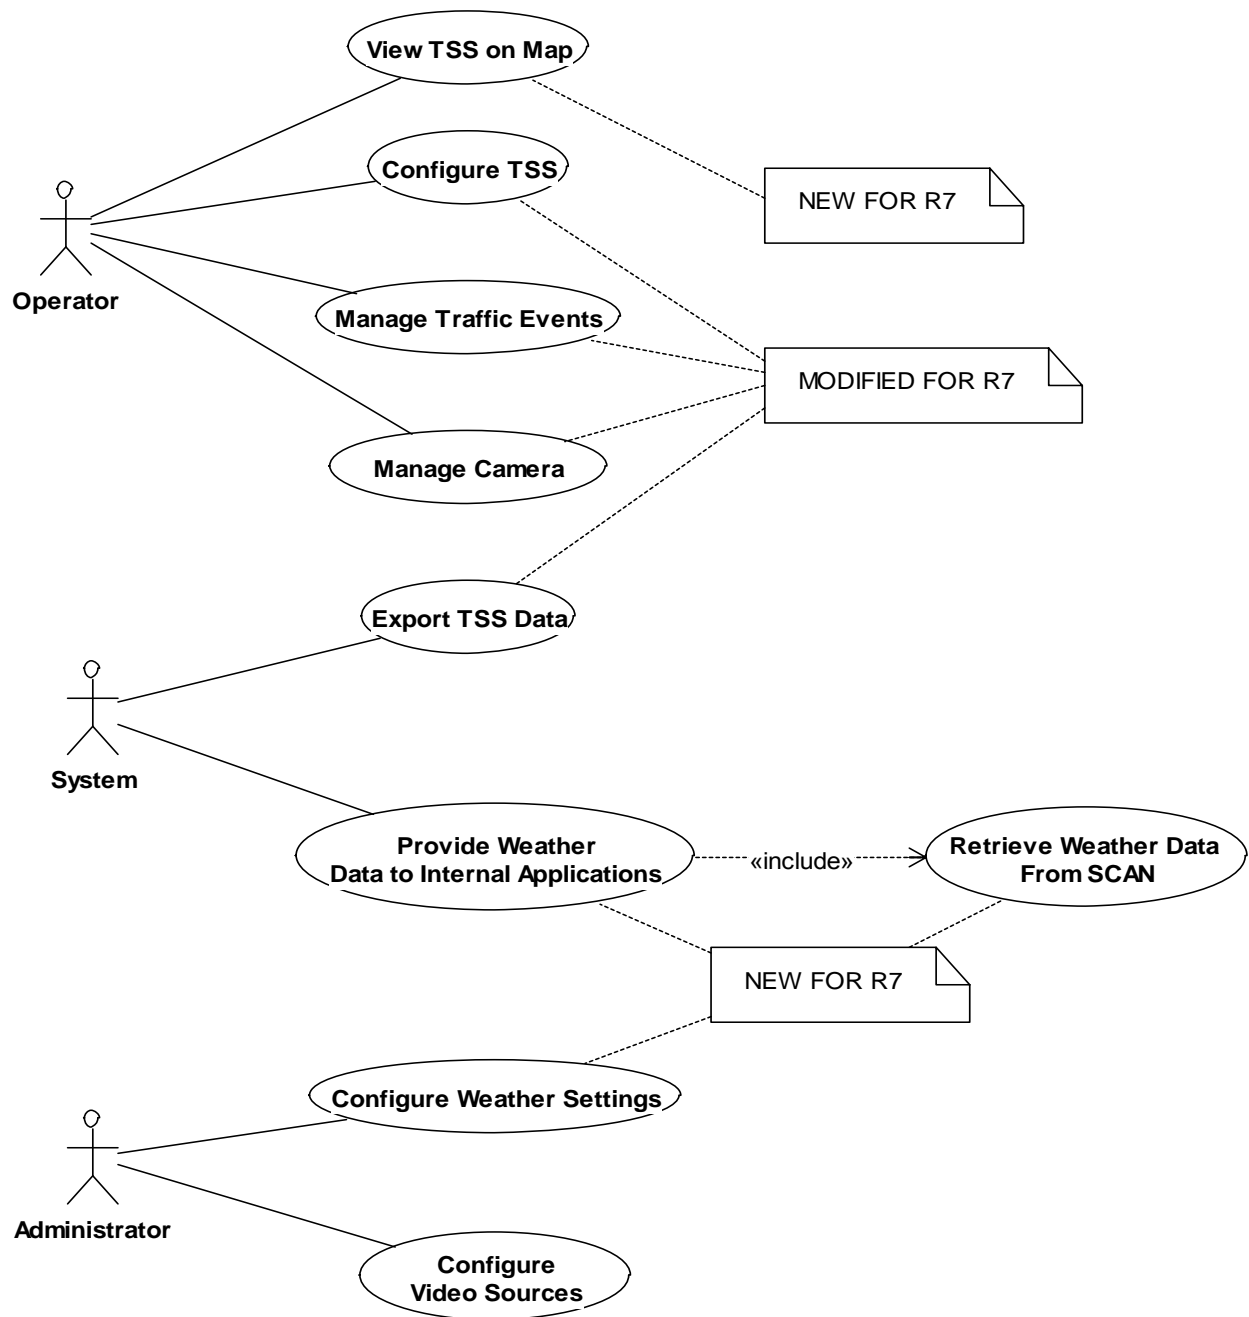 View TSS on Map
Configure TSS
NEW FOR R7
Operator
Manage Traffic Events
MODIFIED FOR R7
Manage Camera
Export TSS Data
System
Provide Weather
Data to Internal Applications
«include»
Retrieve Weather Data
From SCAN
NEW FOR R7
Configure Weather Settings
Administrator
Configure
Video Sources